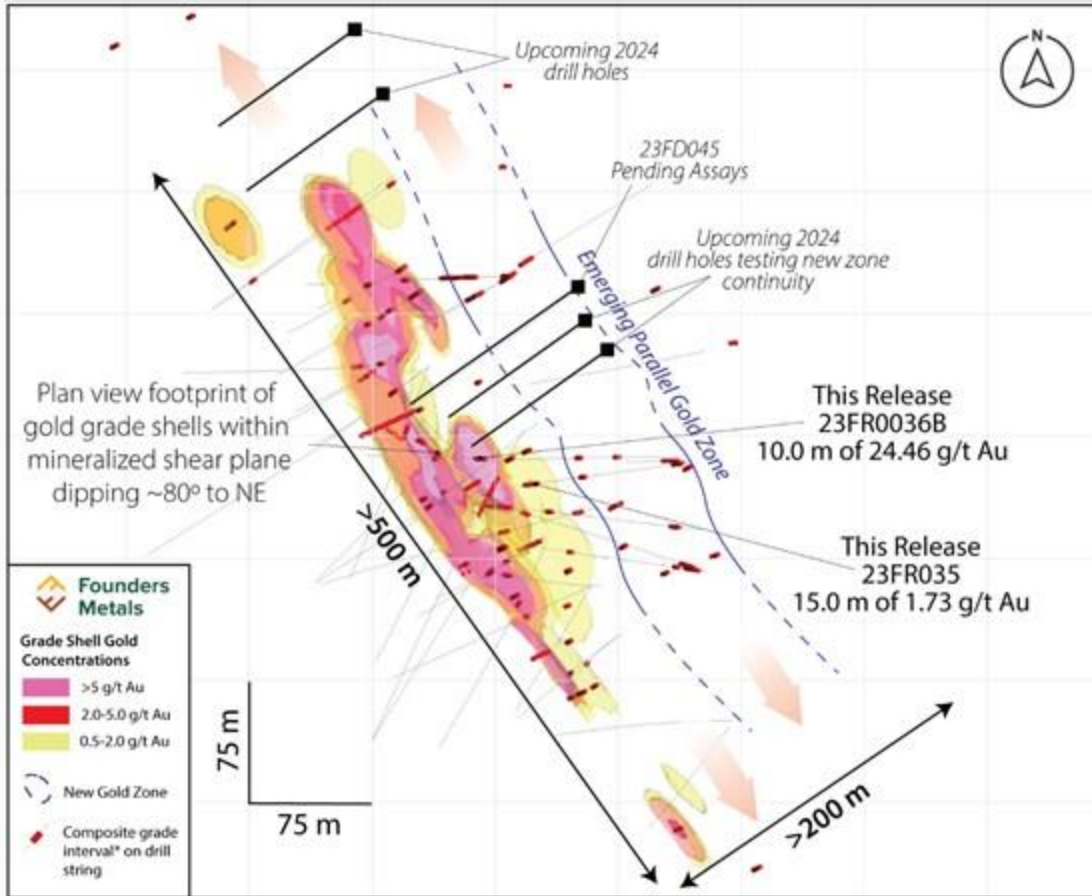 N
Upcoming 2024
drill holes
23FD045
Pending Assays
Upcoming 2024
drill holes testing new zone
continuity
Emerging Parallel Gold Zone
Plan view footprint of
gold grade shells within
mineralized shear plane
dipping ~80º to NE
This Release
23FR0036B
10.0 m of 24.46 g/t Au
>500 m
This Release
23FR035
15.0 m of 1.73 g/t Au
Founders
Metals
Grade Shell Gold
Concentrations
>5 g/t Au
2.0-5.0 g/t Au
0.5-2.0 g/t Au
New Gold Zone
Composite grade
interval* on drill
string
75 m
75 m
>200 m